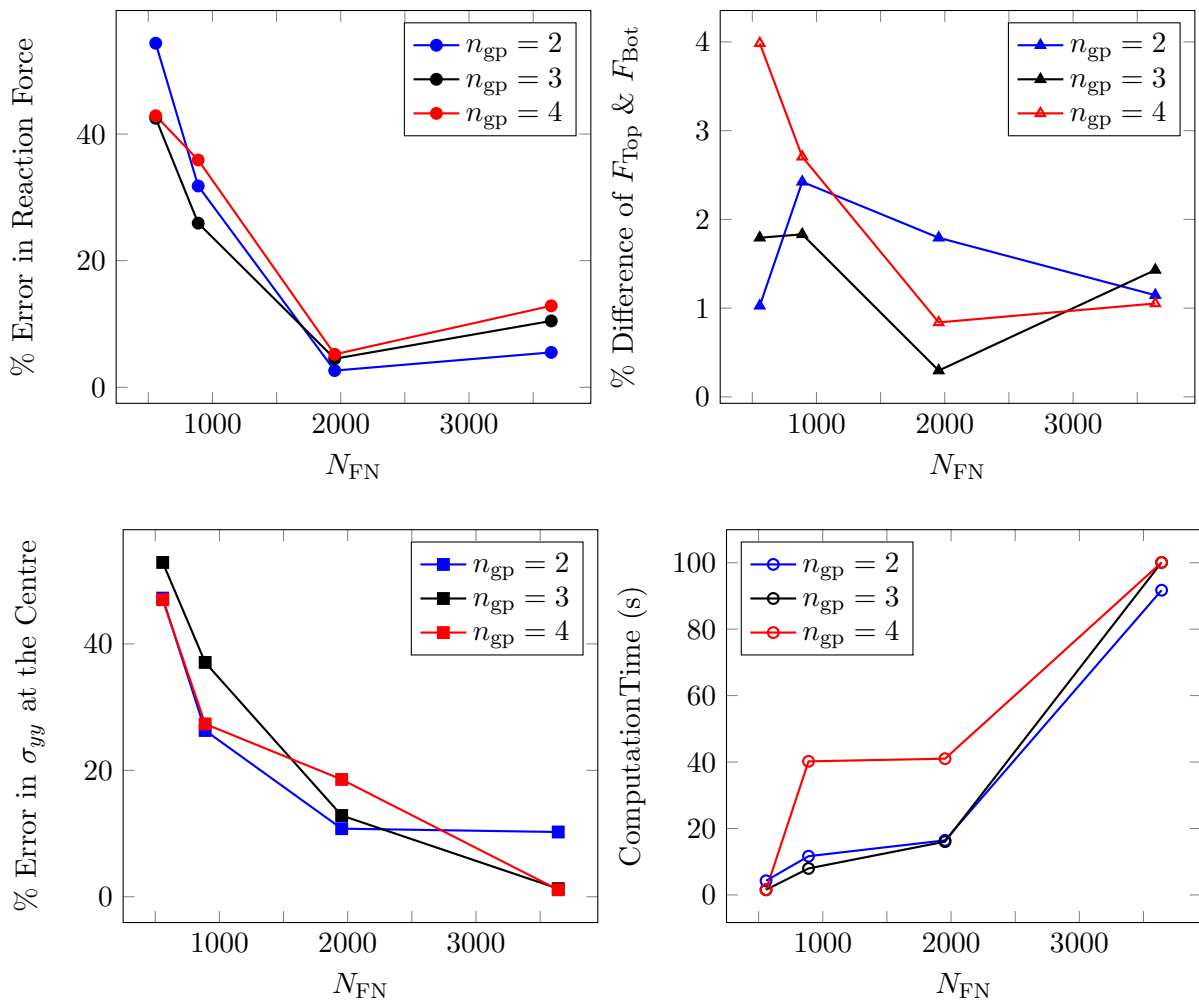 % Error in Reaction Force
40
20
0
1000 2000 3000
N_FN
n_gp = 2
n_gp = 3
n_gp = 4
% Difference of F_Top & F_Bot
4
3
2
1
0
1000 2000 3000
N_FN
n_gp = 2
n_gp = 3
n_gp = 4
% Error in σ_yy at the Centre
40
20
0
1000 2000 3000
N_FN
n_gp = 2
n_gp = 3
n_gp = 4
ComputationTime (s)
100
80
60
40
20
0
1000 2000 3000
N_FN
n_gp = 2
n_gp = 3
n_gp = 4